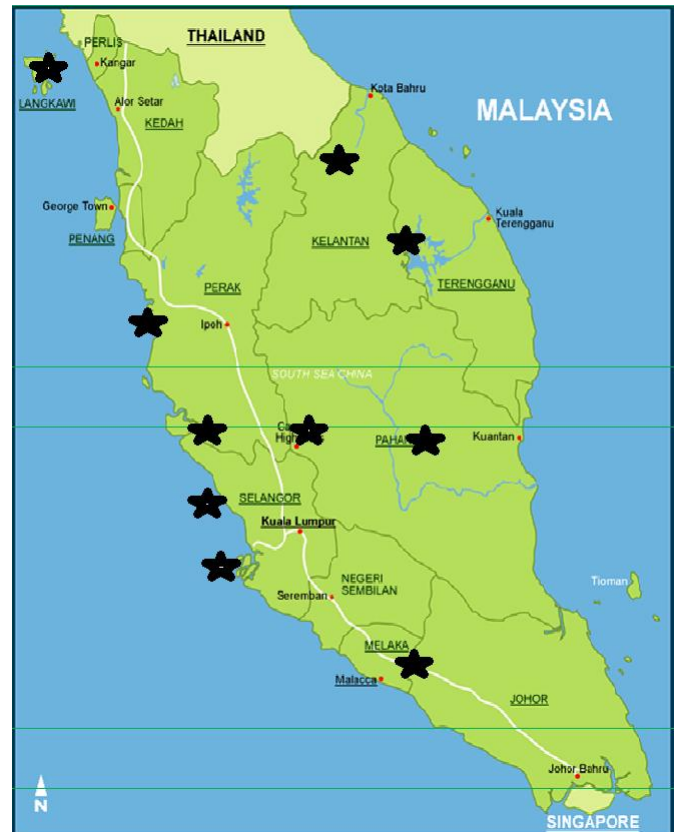 THAILAND
PERLIS
Kangar
LANGKAWI
Alor Setar
KEDAH
Kota Bahru
MALAYSIA
George Town
PENANG
Kuala
Terengganu
KELANTAN
TERENGGANU
PERAK
Ipoh
SOUTH SEA CHINA
Kuantan
SELANGOR
Kuala Lumpur
NEGERI
SEMBILAN
Seremban
Tioman
MELAKA
Malacca
JOHOR
Johor Bahru
N
SINGAPORE